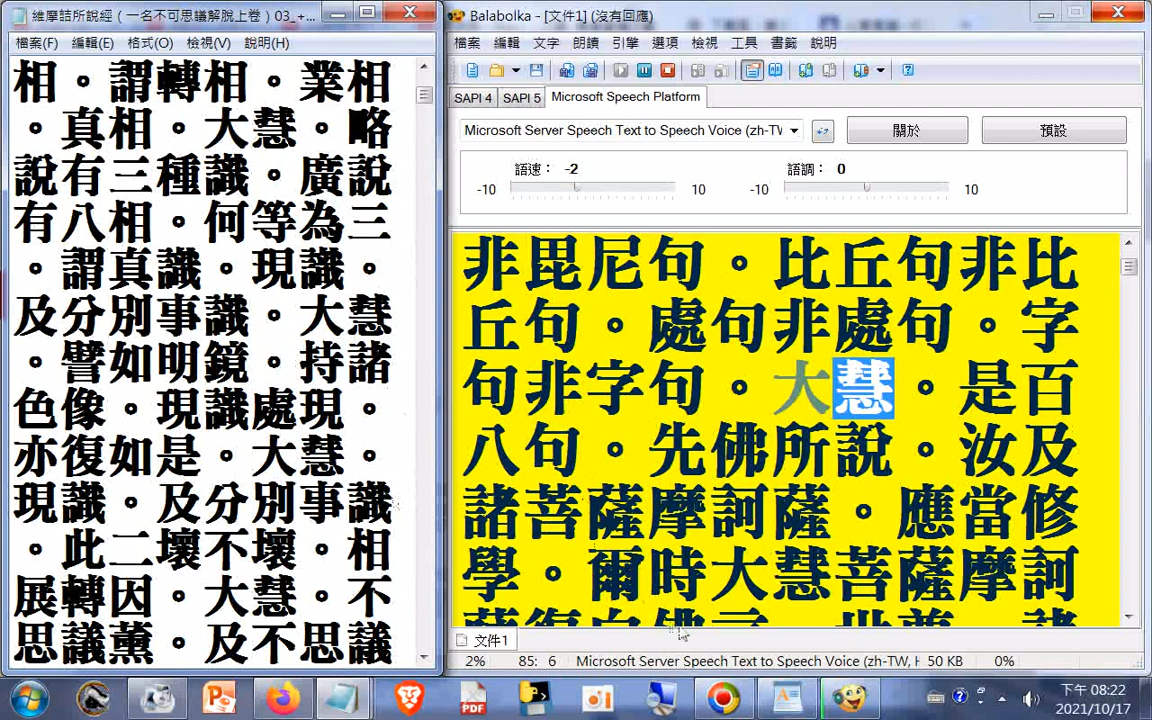 維摩詰所說經（一名不可思議解脫上卷）03_+...
檔案(F) 編輯(E) 格式(O) 檢視(V) 說明(H)
相。謂轉相。業相
。真相。大慧。略
說有三種識。廣說
有八相。何等為三
。謂真識。現識。
及分別事識。大慧
。譬如明鏡。持諸
色像。現識處現。
亦復如是。大慧。
現識。及分別事識
。此二壞不壞。相
展轉因。大慧。不
思議薰。及不思議
Balabolka - [文件1] (沒有回應)
檔案 編輯 文字 朗讀 引擎 選項 檢視 工具 書籤 說明
SAPI 4 SAPI 5 Microsoft Speech Platform
Microsoft Server Speech Text to Speech Voice (zh-TW 關於 預設
語速： -2 語調： 0
-10 10 -10 10
非毘尼句。比丘句非比
丘句。處句非處句。字
句非字句。大慧。是百
八句。先佛所說。汝及
諸菩薩摩訶薩。應當修
學。爾時大慧菩薩摩訶
薩復白佛言。世尊。諸
文件1
2% 85: 6 Microsoft Server Speech Text to Speech Voice (zh-TW, H 50 KB 0%
PDF
下午 08:22
2021/10/17